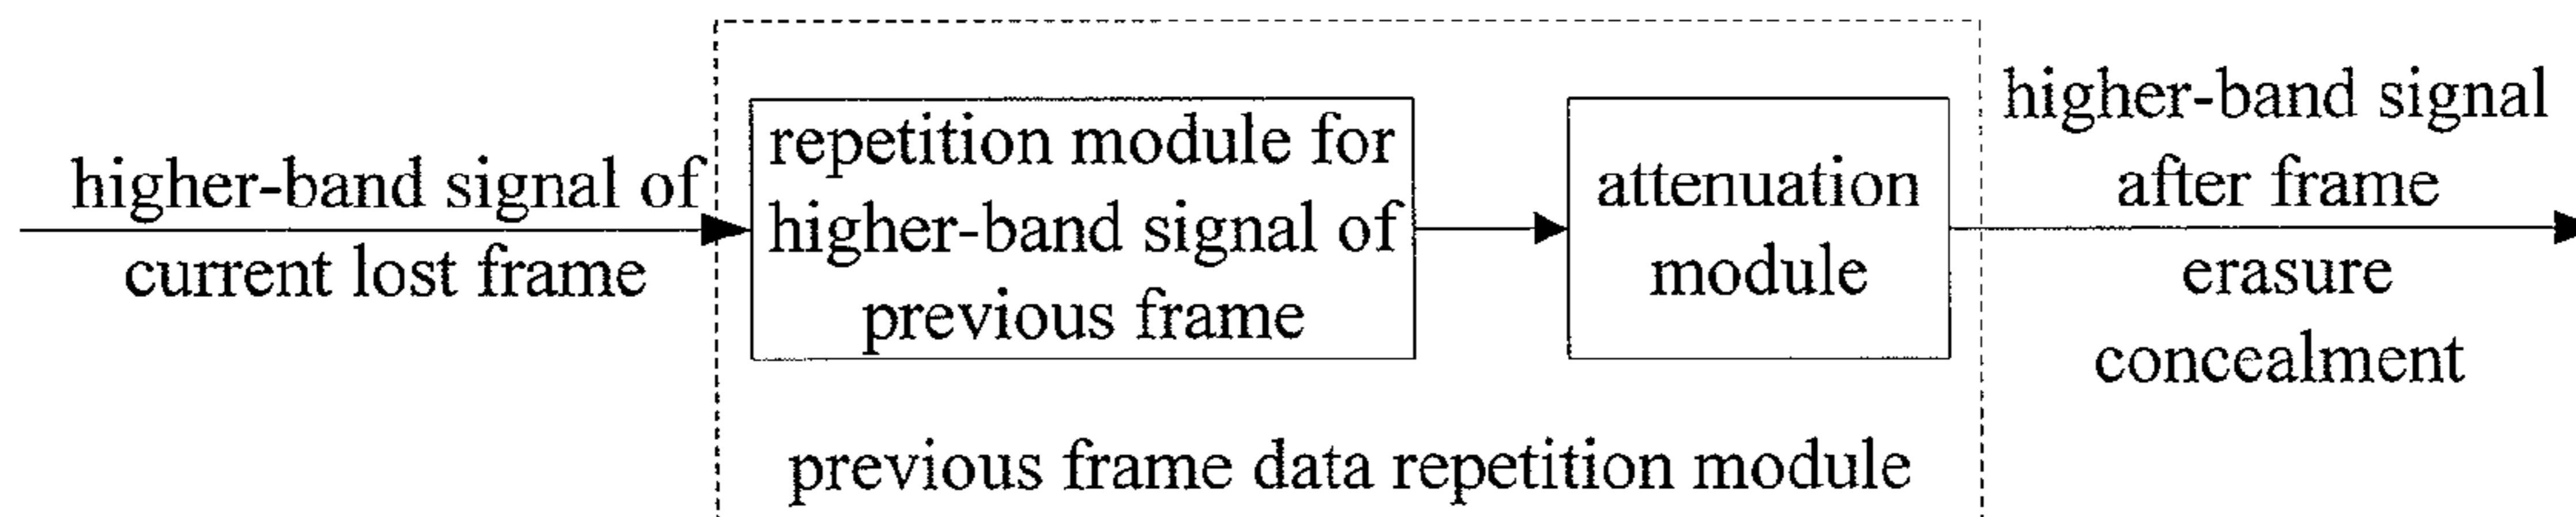 higher-band signal of
current lost frame
repetition module for
higher-band signal of
previous frame
attenuation
module
higher-band signal
after frame
erasure
concealment
previous frame data repetition module